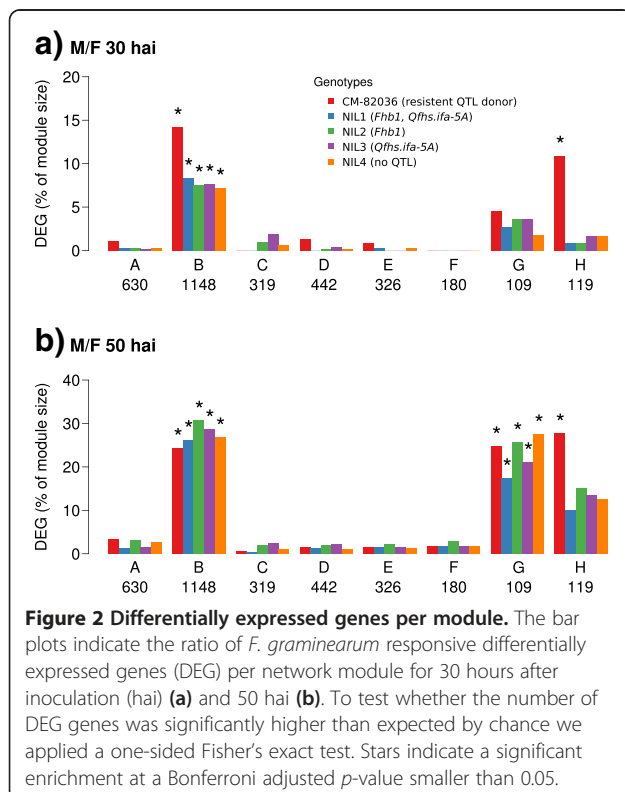 a) M/F 30 hai
DEG (% of module size)
20
15
10
5
0
Genotypes
CM-82036 (resistent QTL donor)
NIL1 (Fhb1, Qfhs.ifa-5A)
NIL2 (Fhb1)
NIL3 (Qfhs.ifa-5A)
NIL4 (no QTL)
*
* * * *
*
A B C D E F G H
630 1148 319 442 326 180 109 119
b) M/F 50 hai
DEG (% of module size)
40
30
20
10
0
* * * * *
* * * * *
*
A B C D E F G H
630 1148 319 442 326 180 109 119
Figure 2 Differentially expressed genes per module. The bar
plots indicate the ratio of F. graminearum responsive differentially
expressed genes (DEG) per network module for 30 hours after
inoculation (hai) (a) and 50 hai (b). To test whether the number of
DEG genes was significantly higher than expected by chance we
applied a one-sided Fisher's exact test. Stars indicate a significant
enrichment at a Bonferroni adjusted p-value smaller than 0.05.